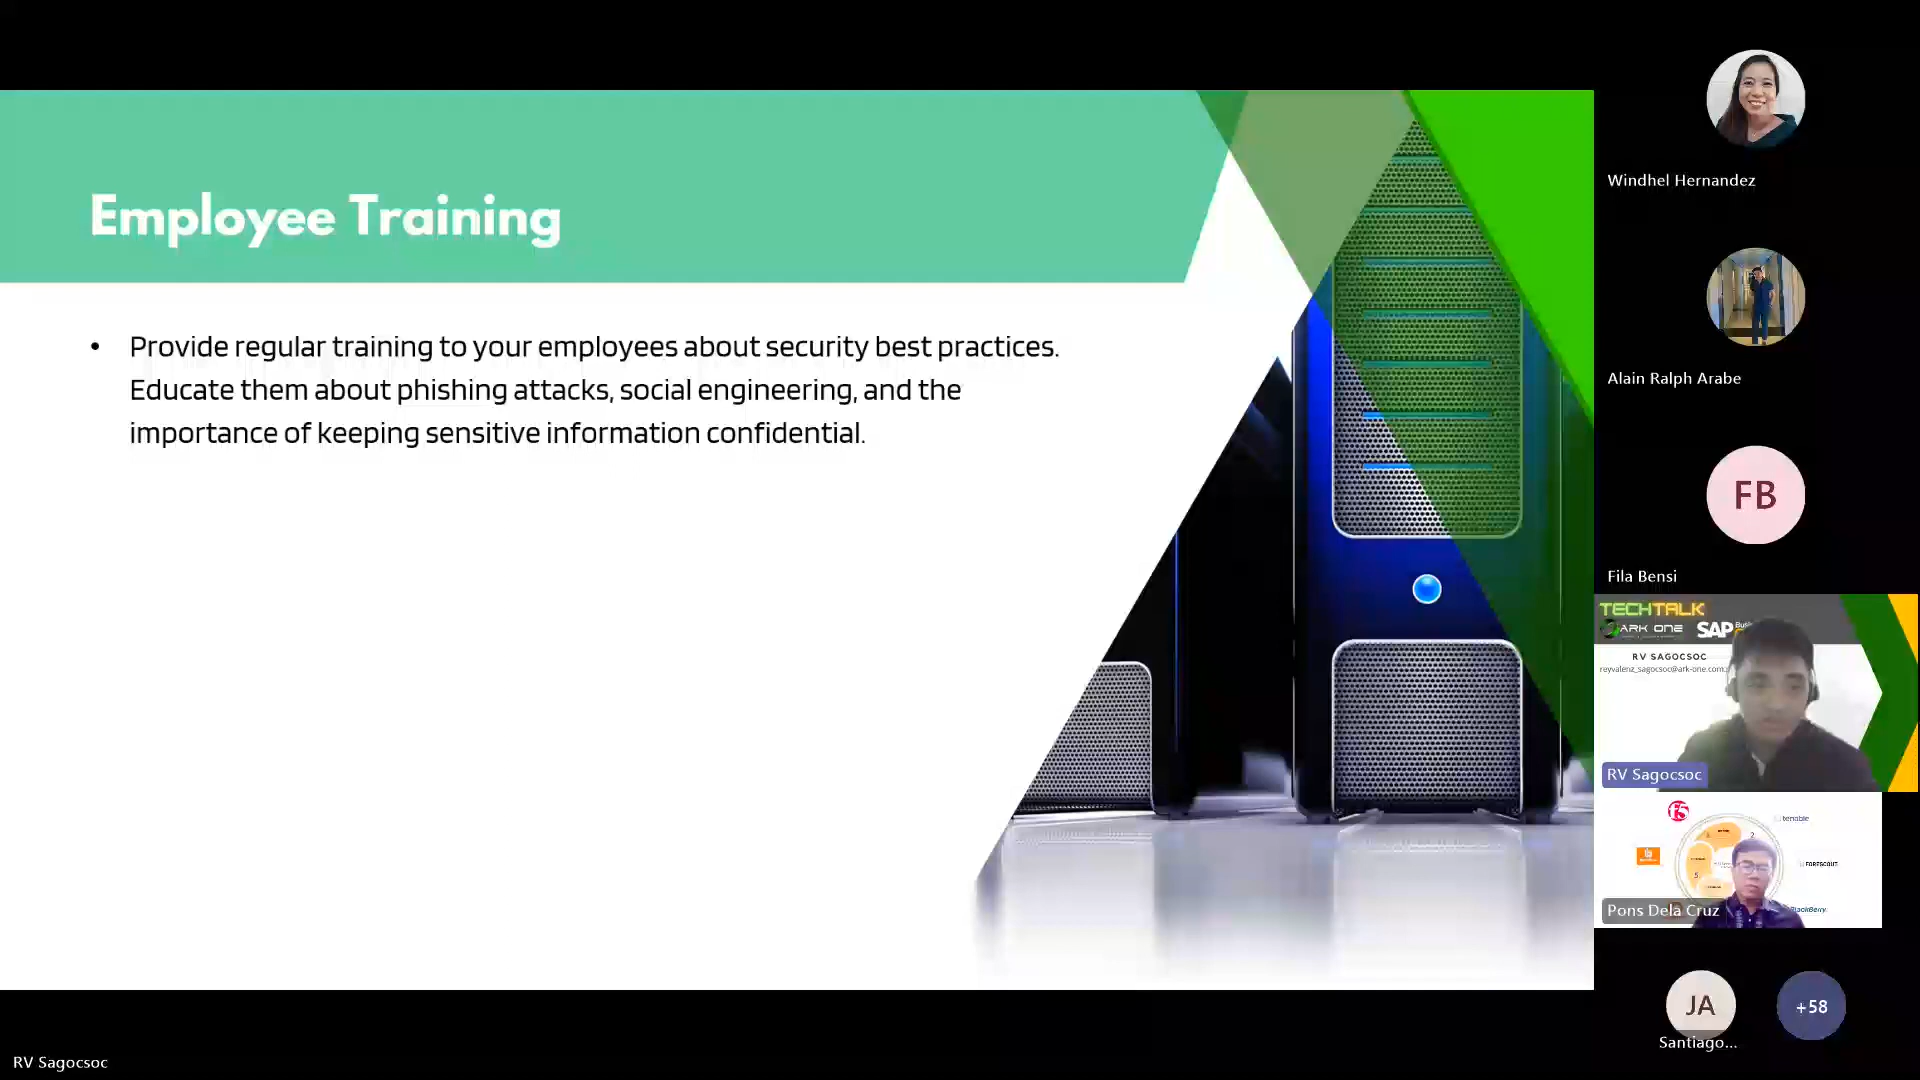 Employee Training
• Provide regular training to your employees about security best practices.
Educate them about phishing attacks, social engineering, and the
importance of keeping sensitive information confidential.
Windhel Hernandez
Alain Ralph Arabe
FB
Fila Bensi
TECHTALK
ARK ONE SAP
RV SAGOCSOC
reyvalenz_sagocsoc@ark-one.com
RV Sagocsoc
tenable
2
FORESCOUT
5
Pons Dela Cruz
BlackBerry
JA
+58
Santiago...
RV Sagocsoc